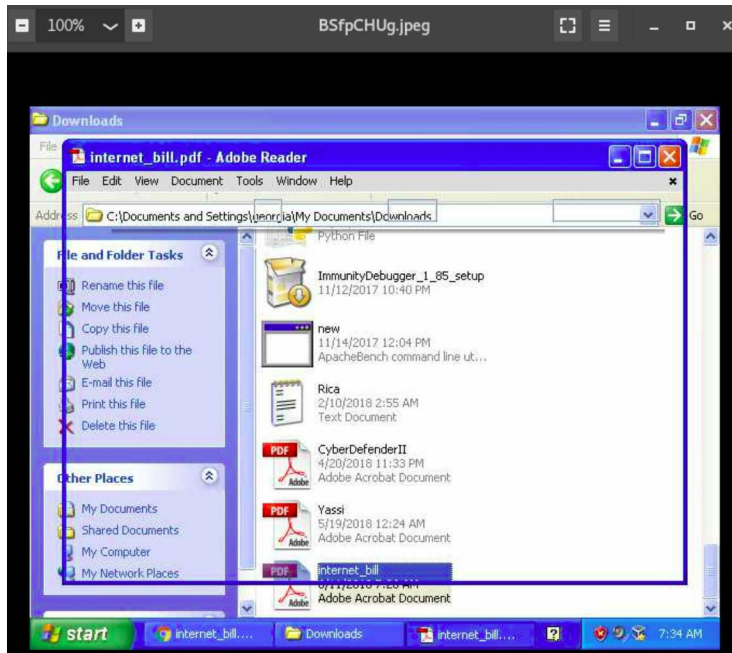 100%
BSfpCHUg.jpeg
Downloads
File
internet_bill.pdf - Adobe Reader
File Edit View Document Tools Window Help
Address C:\Documents and Settings\georgia\My Documents\Downloads Go
Python File
File and Folder Tasks
Rename this file
Move this file
Copy this file
Publish this file to the
Web
E-mail this file
Print this file
Delete this file
Other Places
My Documents
Shared Documents
My Computer
My Network Places
ImmunityDebugger_1_85_setup
11/12/2017 10:40 PM
new
11/14/2017 12:04 PM
ApacheBench command line ut...
Rica
2/10/2018 2:55 AM
Text Document
PDF
Adobe
CyberDefenderII
4/20/2018 11:33 PM
Adobe Acrobat Document
PDF
Adobe
Yassi
5/19/2018 12:24 AM
Adobe Acrobat Document
PDF
Adobe
internet_bill
Adobe Acrobat Document
start
internet_bill....
Downloads
internet_bill....
7:34 AM